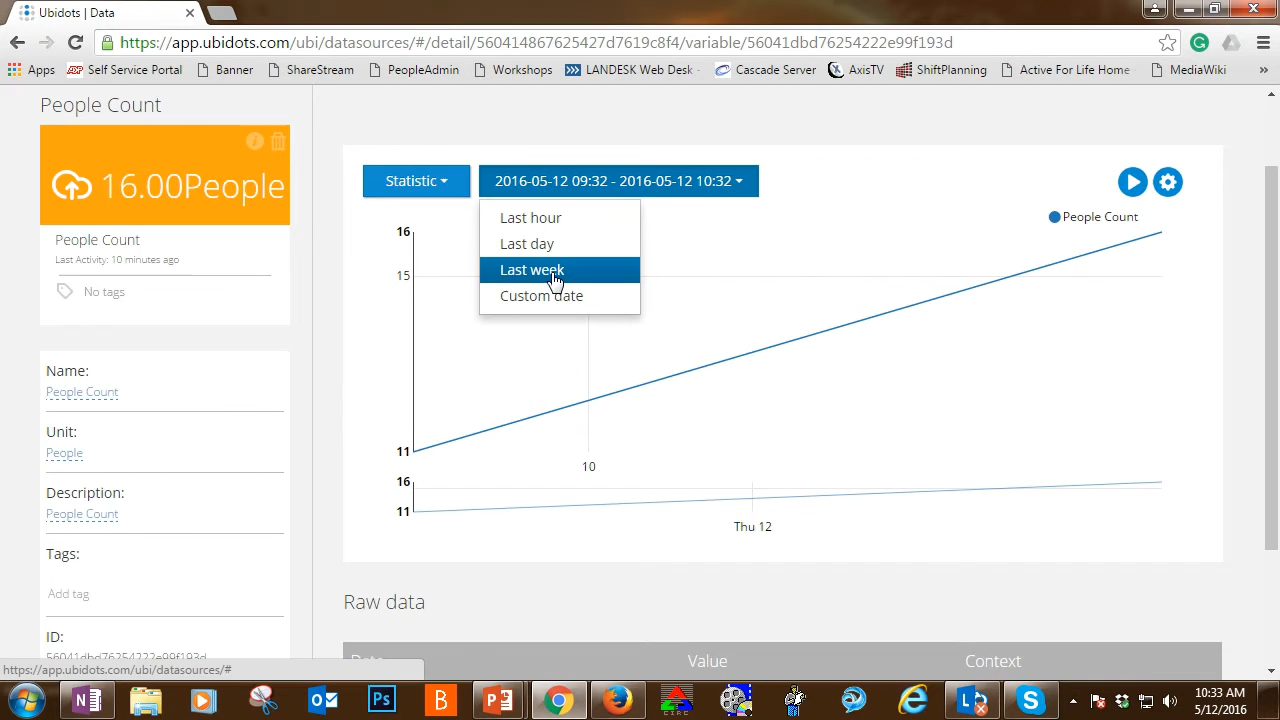 Ubidots | Data
https://app.ubidots.com/ubi/datasources/#/detail/560414867625427d7619c8f4/variable/56041dbd76254222e99f193d
Apps Self Service Portal Banner ShareStream PeopleAdmin Workshops LANDESK Web Desk Cascade Server AxisTV ShiftPlanning Active For Life Home MediaWiki »
People Count
16.00People
People Count
Last Activity: 10 minutes ago
No tags
Name:
People Count
Unit:
People
Description:
People Count
Tags:
Add tag
ID:
56041dbd76254222e99f193d
https://app.ubidots.com/ubi/datasources/#
Statistic
2016-05-12 09:32 - 2016-05-12 10:32
Last hour
Last day
Last week
Custom date
People Count
16
15
11
10
16
11
Thu 12
Raw data
Date Value Context
10:33 AM
5/12/2016